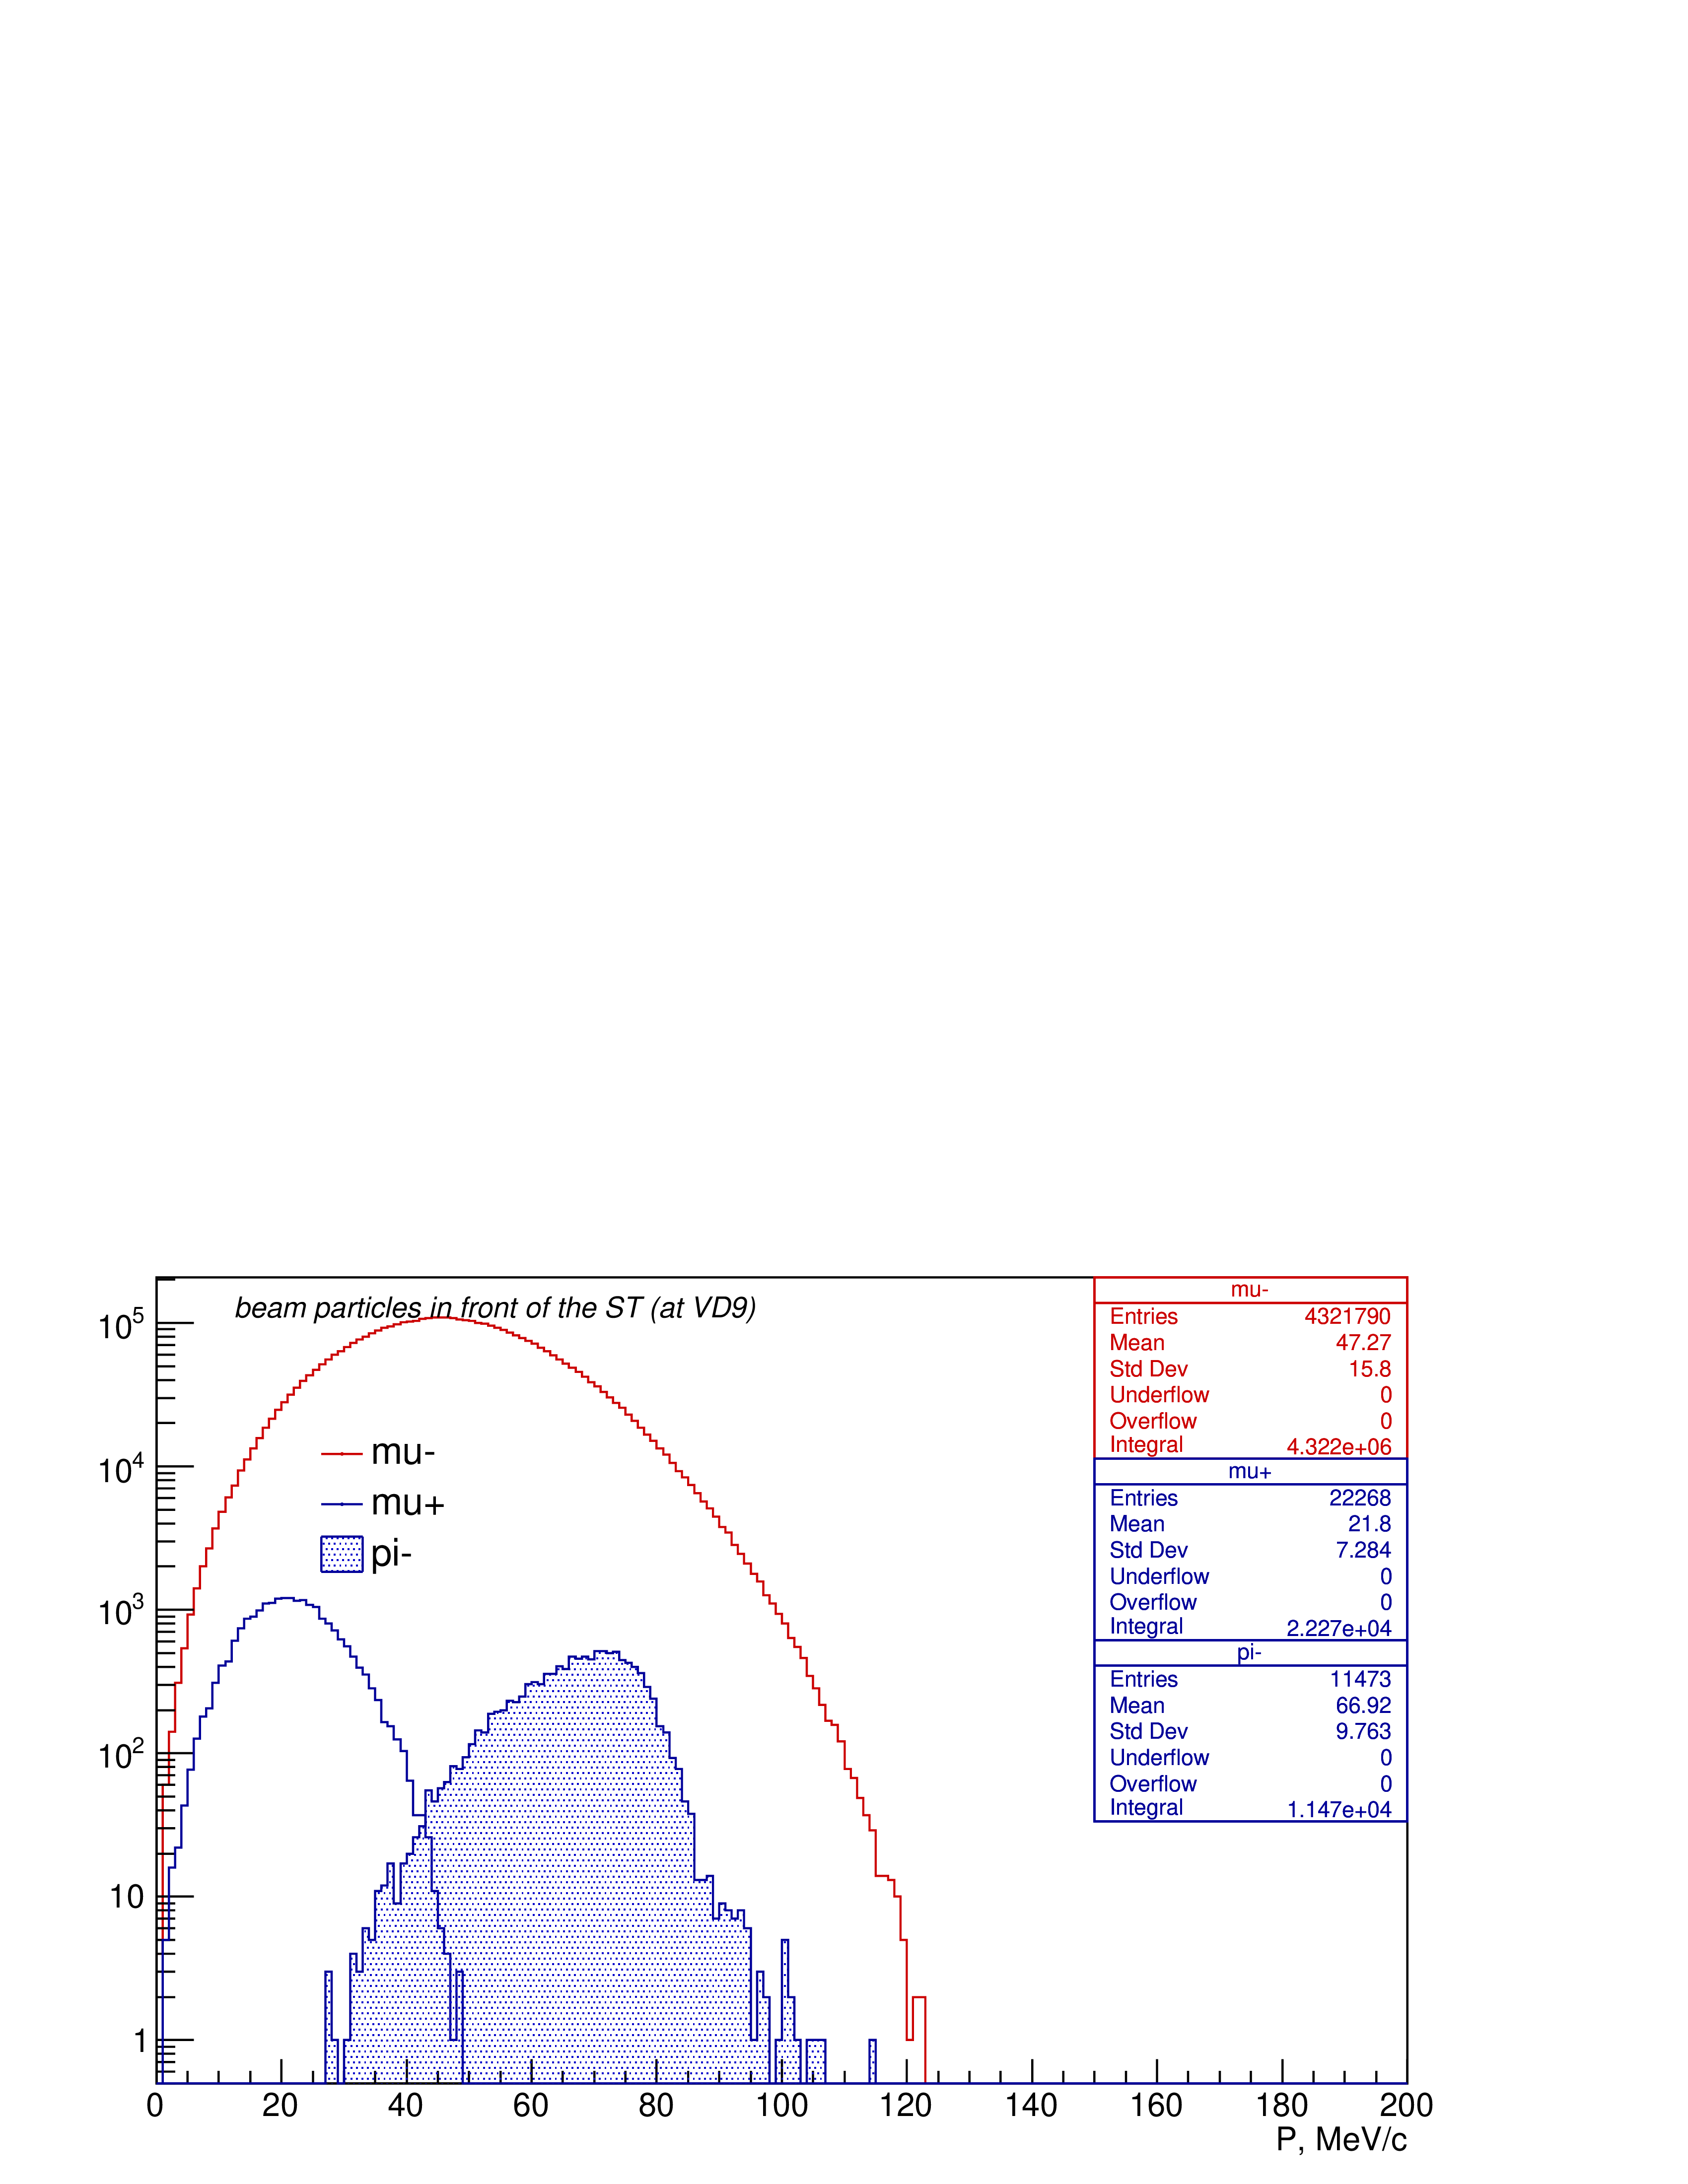 beam particles in front of the ST (at VD9)
mu-
Entries 4321790
Mean 47.27
Std Dev 15.8
Underflow 0
Overflow 0
Integral 4.322e+06
mu+
Entries 22268
Mean 21.8
Std Dev 7.284
Underflow 0
Overflow 0
Integral 2.227e+04
pi-
Entries 11473
Mean 66.92
Std Dev 9.763
Underflow 0
Overflow 0
Integral 1.147e+04
mu-
mu+
pi-
10^5
10^4
10^3
10^2
10
1
0 20 40 60 80 100 120 140 160 180 200
P, MeV/c